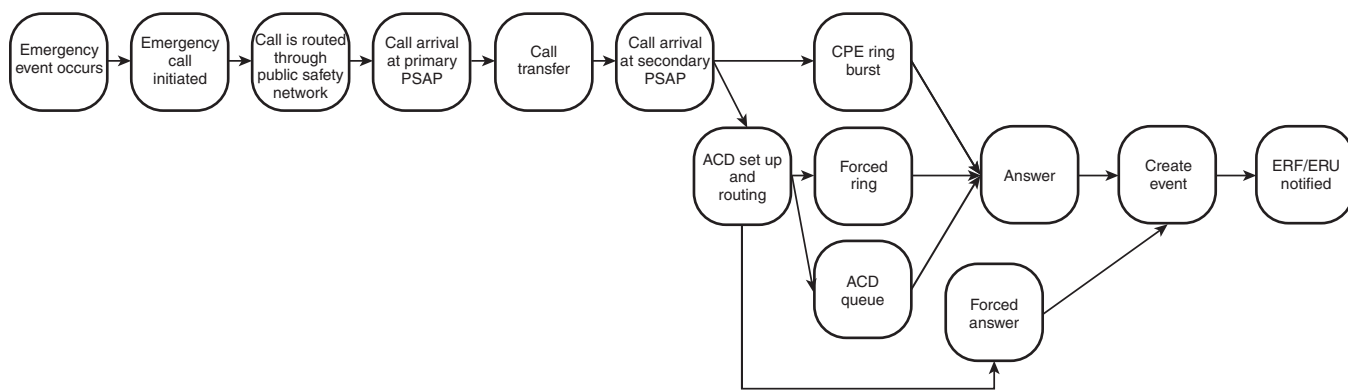 Emergency
event occurs
Emergency
call
initiated
Call is routed
through
public safety
network
Call arrival
at primary
PSAP
Call
transfer
Call arrival
at secondary
PSAP
CPE ring
burst
ACD set up
and
routing
Forced
ring
ACD
queue
Answer
Forced
answer
Create
event
ERF/ERU
notified